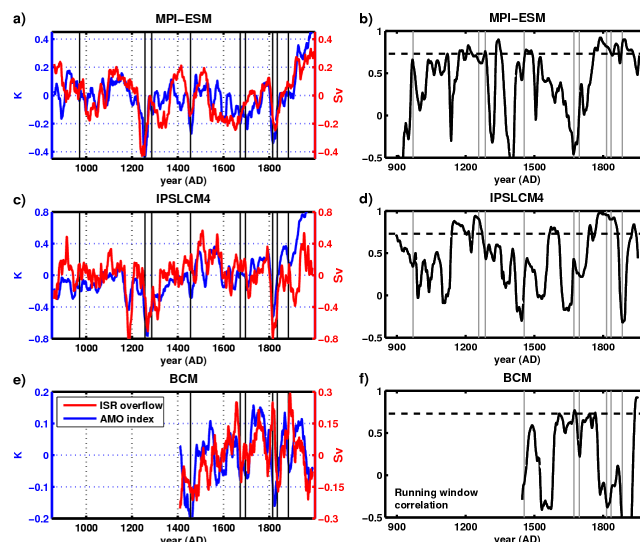 a) MPI-ESM
0.4
0.2
0
−0.2
−0.4
K
0.4
0.2
0
−0.2
−0.4
Sv
1000 1200 1400 1600 1800
year (AD)
b) MPI-ESM
1
0.5
0
−0.5
900 1200 1500 1800
year (AD)
c) IPSLCM4
0.8
0.4
0
−0.4
−0.8
K
0.8
0.4
0
−0.4
−0.8
Sv
1000 1200 1400 1600 1800
year (AD)
d) IPSLCM4
1
0.5
0
−0.5
900 1200 1500 1800
year (AD)
e) BCM
ISR overflow
AMO index
0.2
0.1
0
−0.1
−0.2
K
0.3
0.15
0
−0.15
−0.3
Sv
1000 1200 1400 1600 1800
year (AD)
f) BCM
1
0.5
0
−0.5
Running window
correlation
900 1200 1500 1800
year (AD)